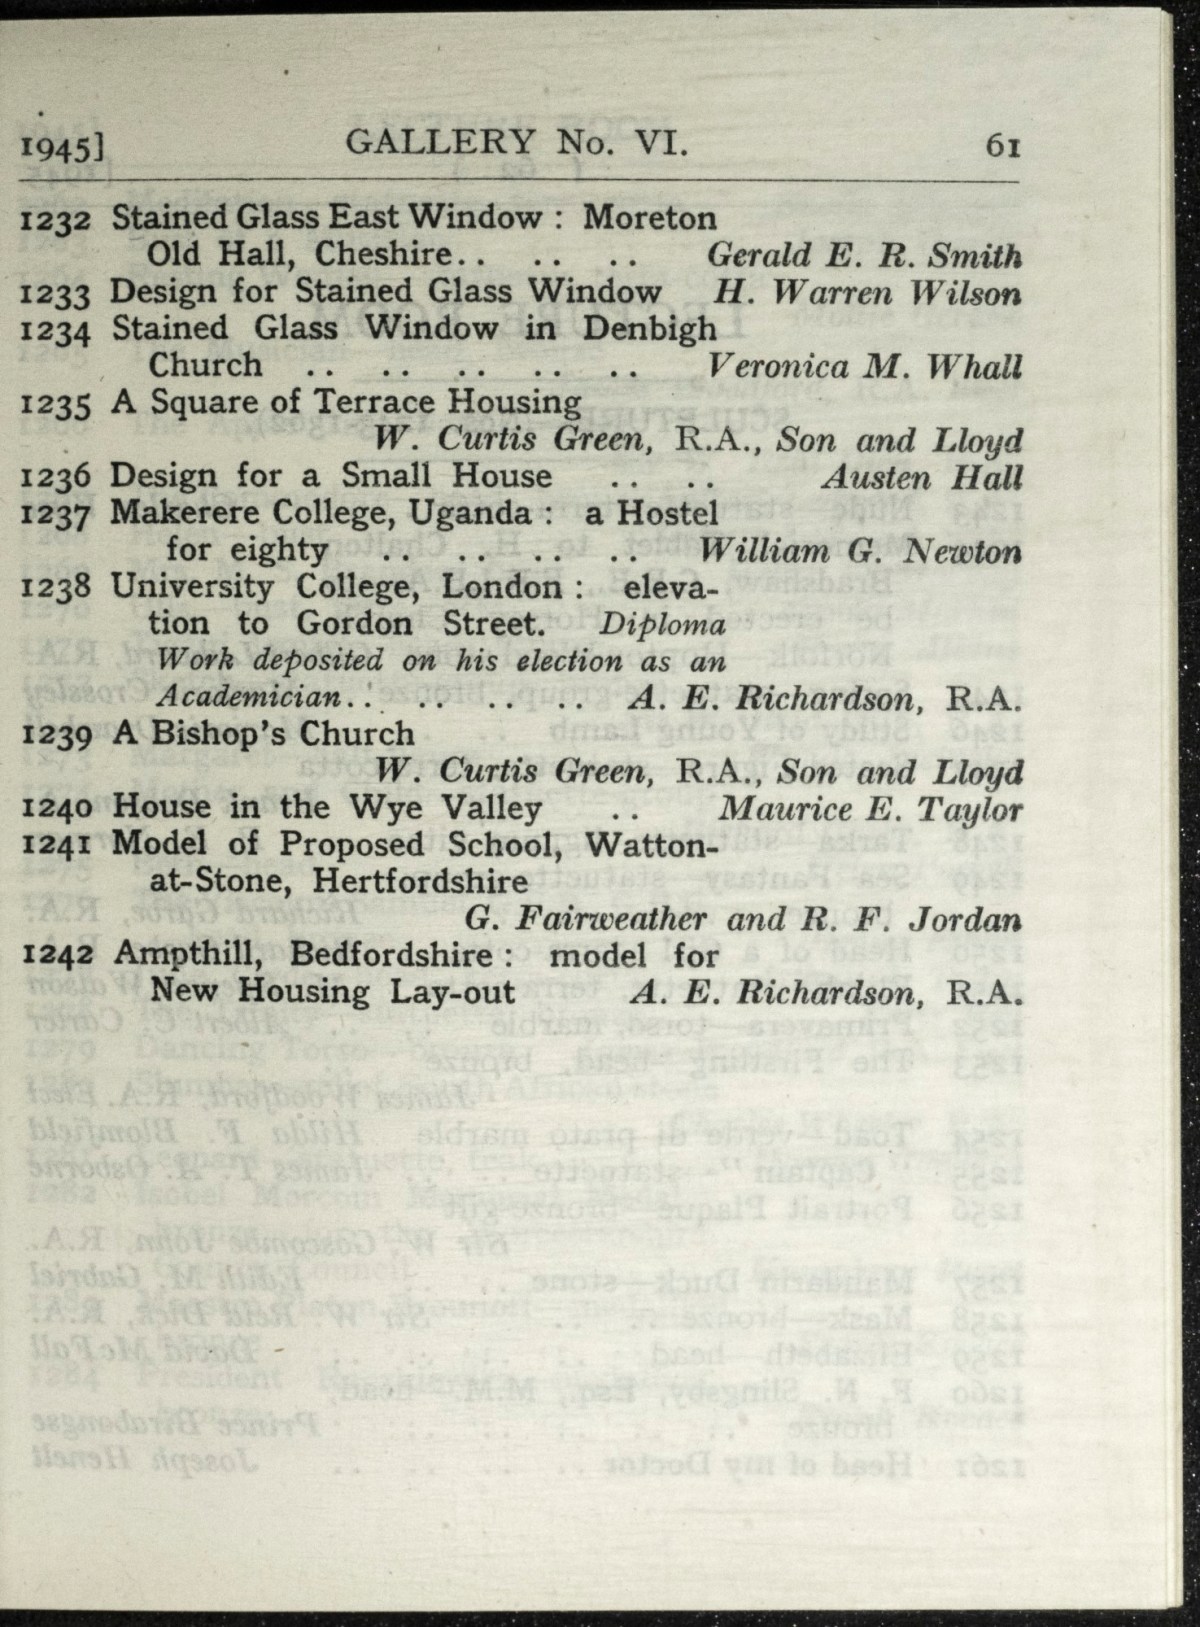 1945] GALLERY No. VI. 61
1232 Stained Glass East Window : Moreton
Old Hall, Cheshire.. .. .. Gerald E. R. Smith
1233 Design for Stained Glass Window H. Warren Wilson
1234 Stained Glass Window in Denbigh
Church .. .. .. .. .. Veronica M. Whall
1235 A Square of Terrace Housing
W. Curtis Green, R.A., Son and Lloyd
1236 Design for a Small House .. .. Austen Hall
1237 Makerere College, Uganda : a Hostel
for eighty .. .. .. .. William G. Newton
1238 University College, London : eleva-
tion to Gordon Street. Diploma
Work deposited on his election as an
Academician.. .. .. .. A. E. Richardson, R.A.
1239 A Bishop's Church
W. Curtis Green, R.A., Son and Lloyd
1240 House in the Wye Valley .. Maurice E. Taylor
1241 Model of Proposed School, Watton-
at-Stone, Hertfordshire
G. Fairweather and R. F. Jordan
1242 Ampthill, Bedfordshire : model for
New Housing Lay-out A. E. Richardson, R.A.